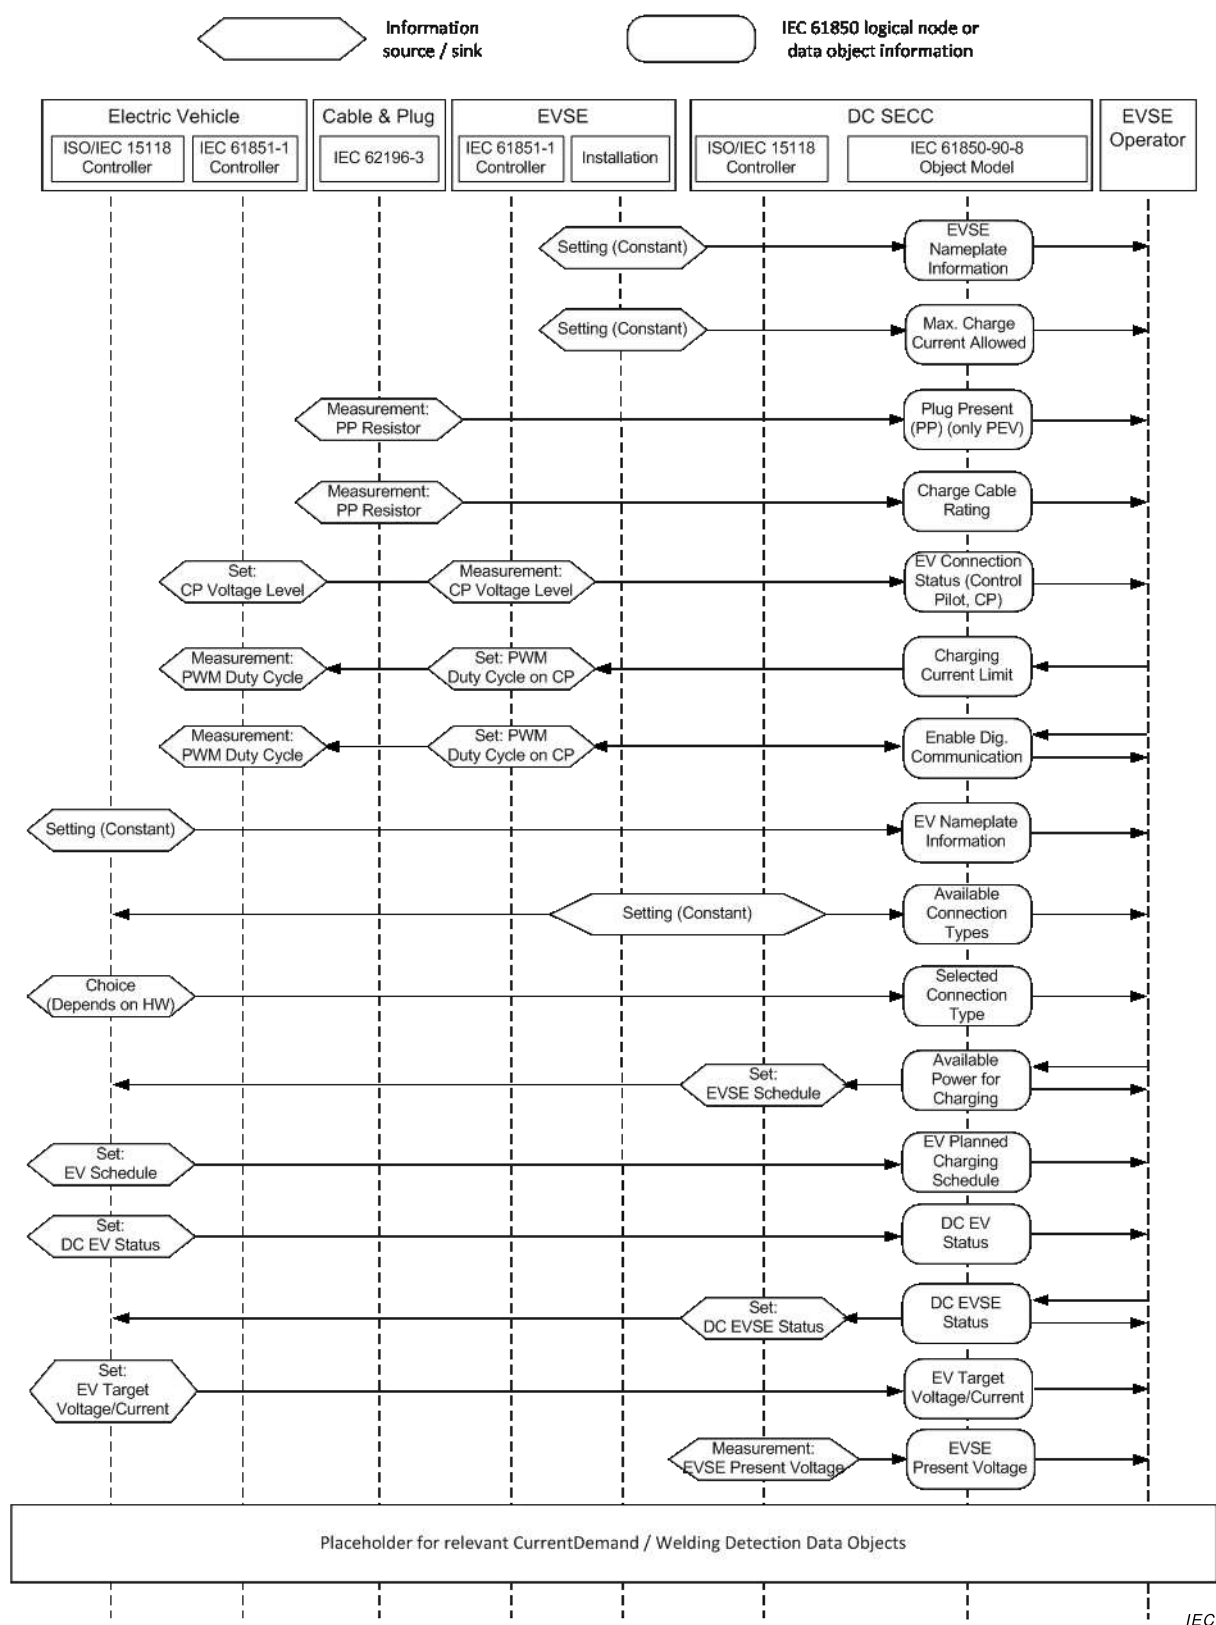 Information
source / sink
IEC 61850 logical node or
data object information
Electric Vehicle
Cable & Plug
EVSE
DC SECC
EVSE
Operator
ISO/IEC 15118
Controller
IEC 61851-1
Controller
IEC 62196-3
IEC 61851-1
Controller
Installation
ISO/IEC 15118
Controller
IEC 61850-90-8
Object Model
Setting (Constant)
EVSE
Nameplate
Information
Setting (Constant)
Max. Charge
Current Allowed
Measurement:
PP Resistor
Plug Present
(PP) (only PEV)
Measurement:
PP Resistor
Charge Cable
Rating
Set:
CP Voltage Level
Measurement:
CP Voltage Level
EV Connection
Status (Control
Pilot, CP)
Measurement:
PWM Duty Cycle
Set: PWM
Duty Cycle on CP
Charging
Current Limit
Measurement:
PWM Duty Cycle
Set: PWM
Duty Cycle on CP
Enable Dig.
Communication
Setting (Constant)
EV Nameplate
Information
Setting (Constant)
Available
Connection
Types
Choice
(Depends on HW)
Selected
Connection
Type
Set:
EVSE Schedule
Available
Power for
Charging
Set:
EV Schedule
EV Planned
Charging
Schedule
Set:
DC EV Status
DC EV
Status
Set:
DC EVSE Status
DC EVSE
Status
Set:
EV Target
Voltage/Current
EV Target
Voltage/Current
Measurement:
EVSE Present Voltage
EVSE
Present Voltage
Placeholder for relevant CurrentDemand / Welding Detection Data Objects
IEC